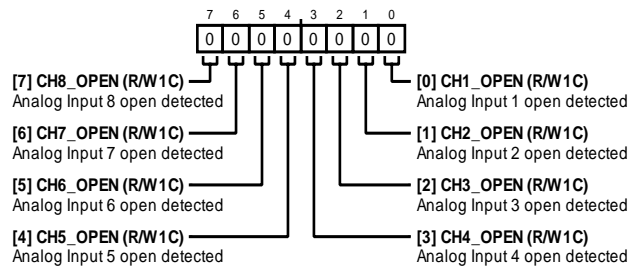 7 6 5 4 3 2 1 0
0 0 0 0 0 0 0 0
[7] CH8_OPEN (R/W1C)
Analog Input 8 open detected
[6] CH7_OPEN (R/W1C)
Analog Input 7 open detected
[5] CH6_OPEN (R/W1C)
Analog Input 6 open detected
[4] CH5_OPEN (R/W1C)
Analog Input 5 open detected
[0] CH1_OPEN (R/W1C)
Analog Input 1 open detected
[1] CH2_OPEN (R/W1C)
Analog Input 2 open detected
[2] CH3_OPEN (R/W1C)
Analog Input 3 open detected
[3] CH4_OPEN (R/W1C)
Analog Input 4 open detected